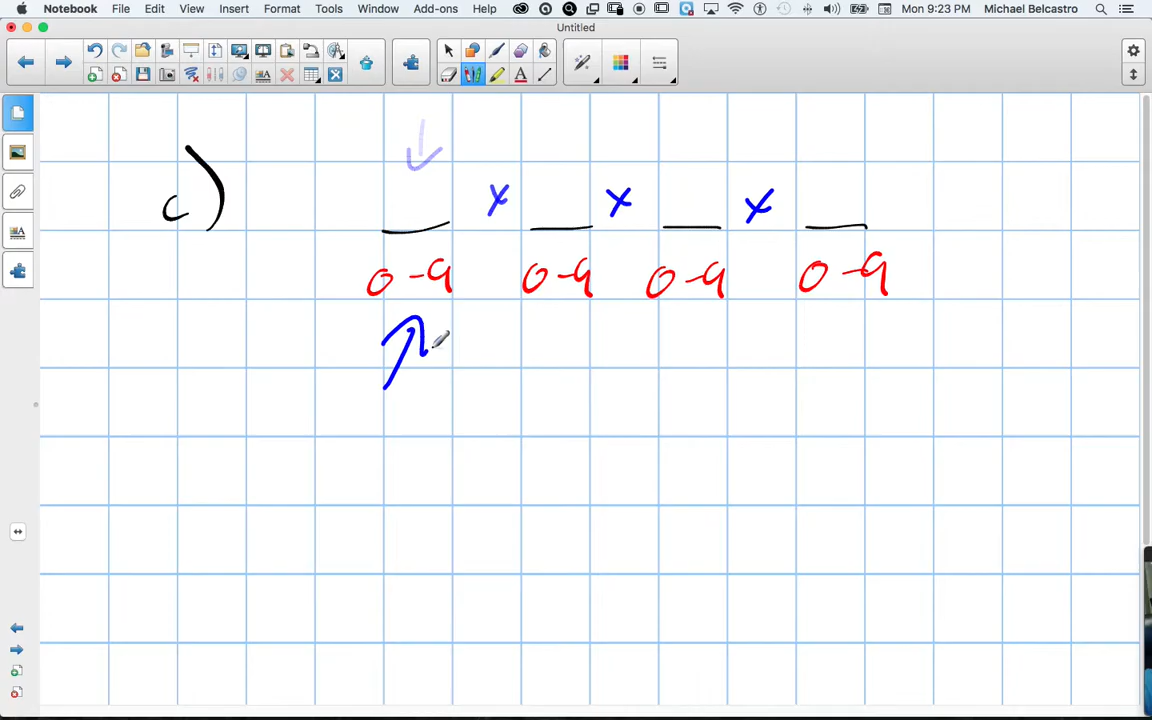 Notebook File Edit View Insert Format Tools Window Add-ons Help Mon 9:23 PM Michael Belcastro
Untitled
c) × × ×
0-9 0-9 0-9 0-9